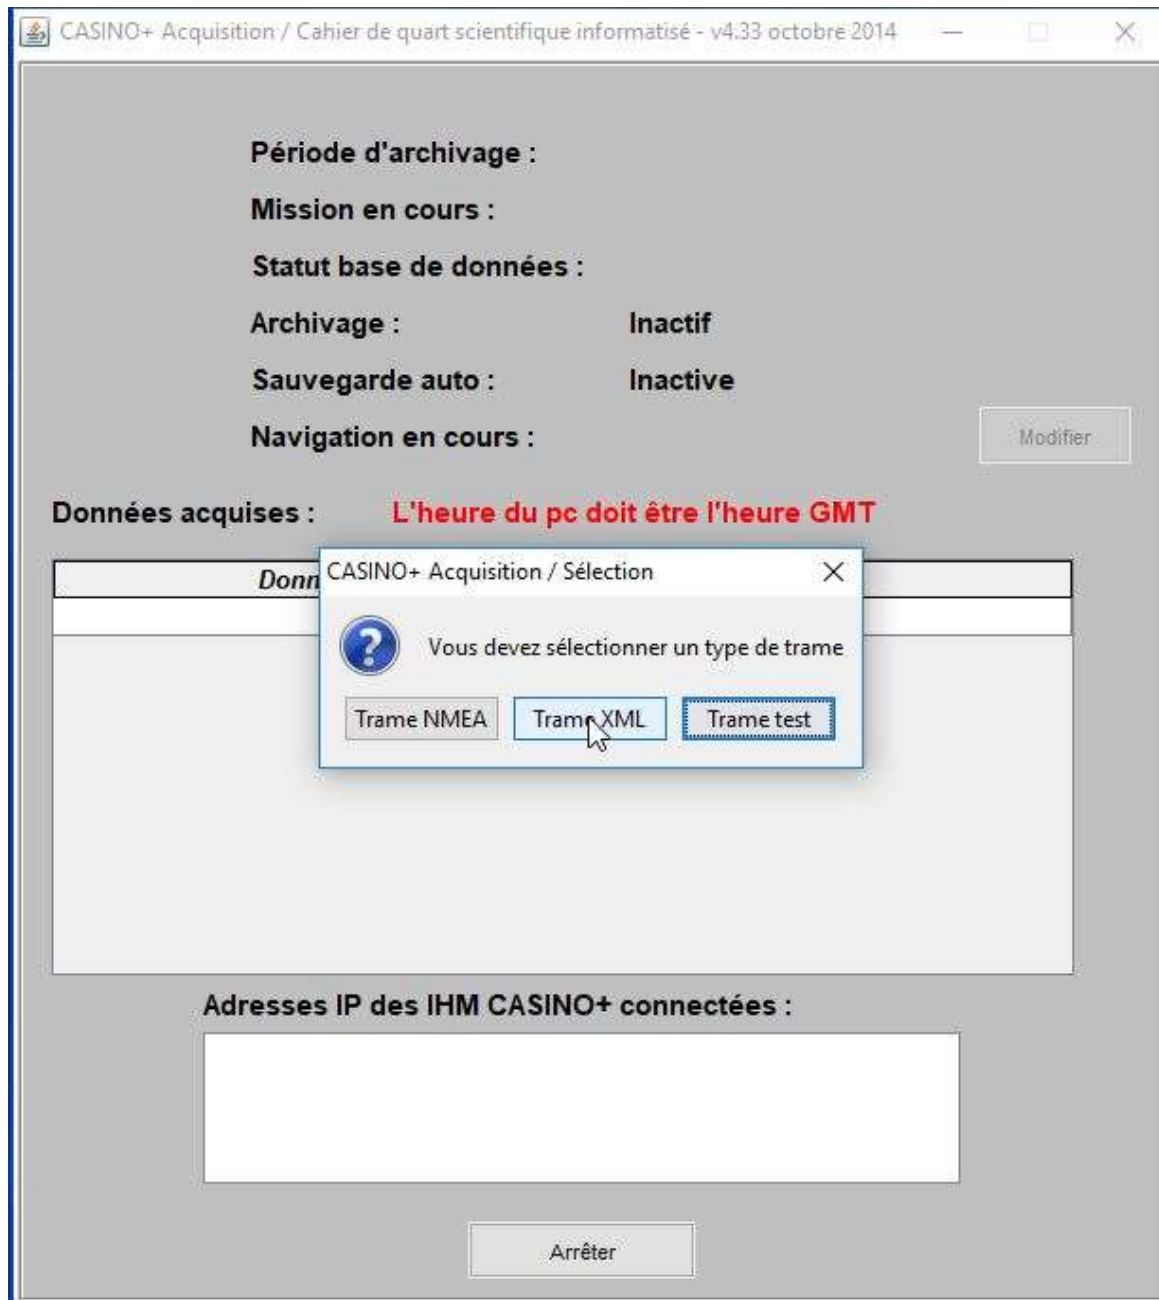 CASINO+ Acquisition / Cahier de quart scientifique informatisé - v4.33 octobre 2014
Période d'archivage :
Mission en cours :
Statut base de données :
Archivage : Inactif
Sauvegarde auto : Inactive
Navigation en cours : Modifier
Données acquises : L'heure du pc doit être l'heure GMT
Donn
CASINO+ Acquisition / Sélection
Vous devez sélectionner un type de trame
Trame NMEA Trame XML Trame test
Adresses IP des IHM CASINO+ connectées :
Arrêter